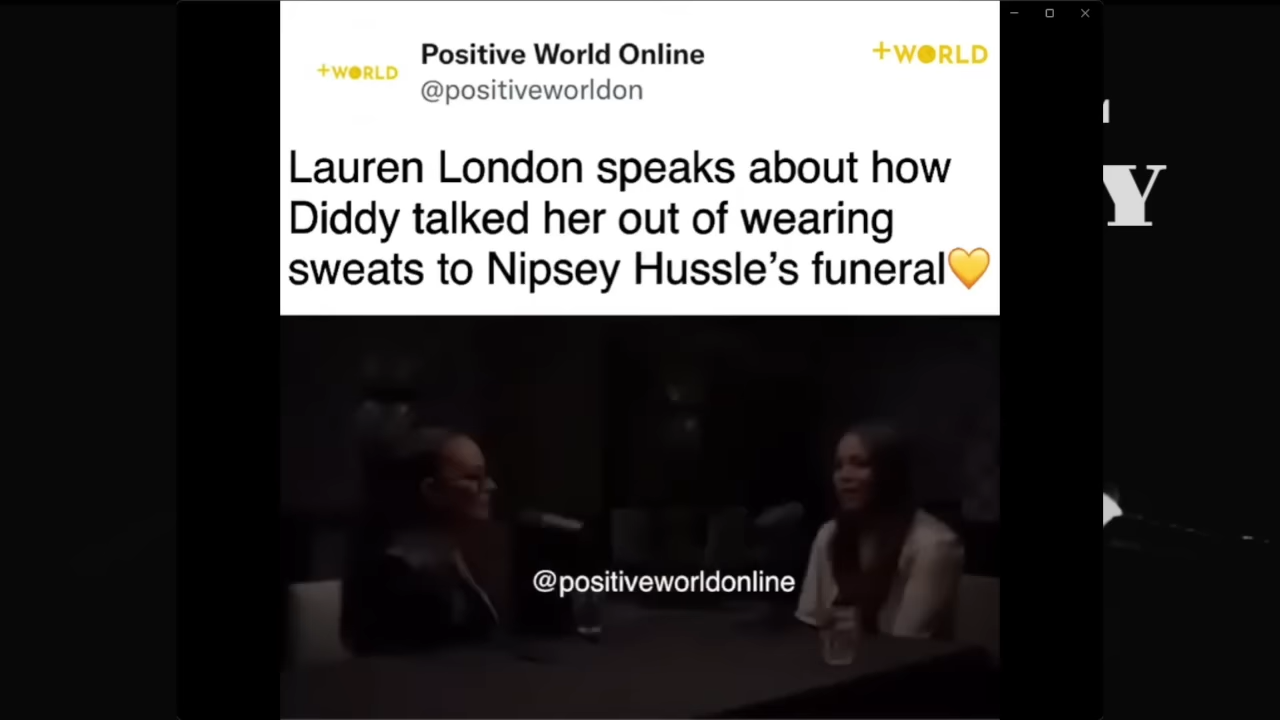 Positive World Online
+WORLD
+WORLD
@positiveworldon
Lauren London speaks about how
Diddy talked her out of wearing
sweats to Nipsey Hussle's funeral💛
Y
@positiveworldonline